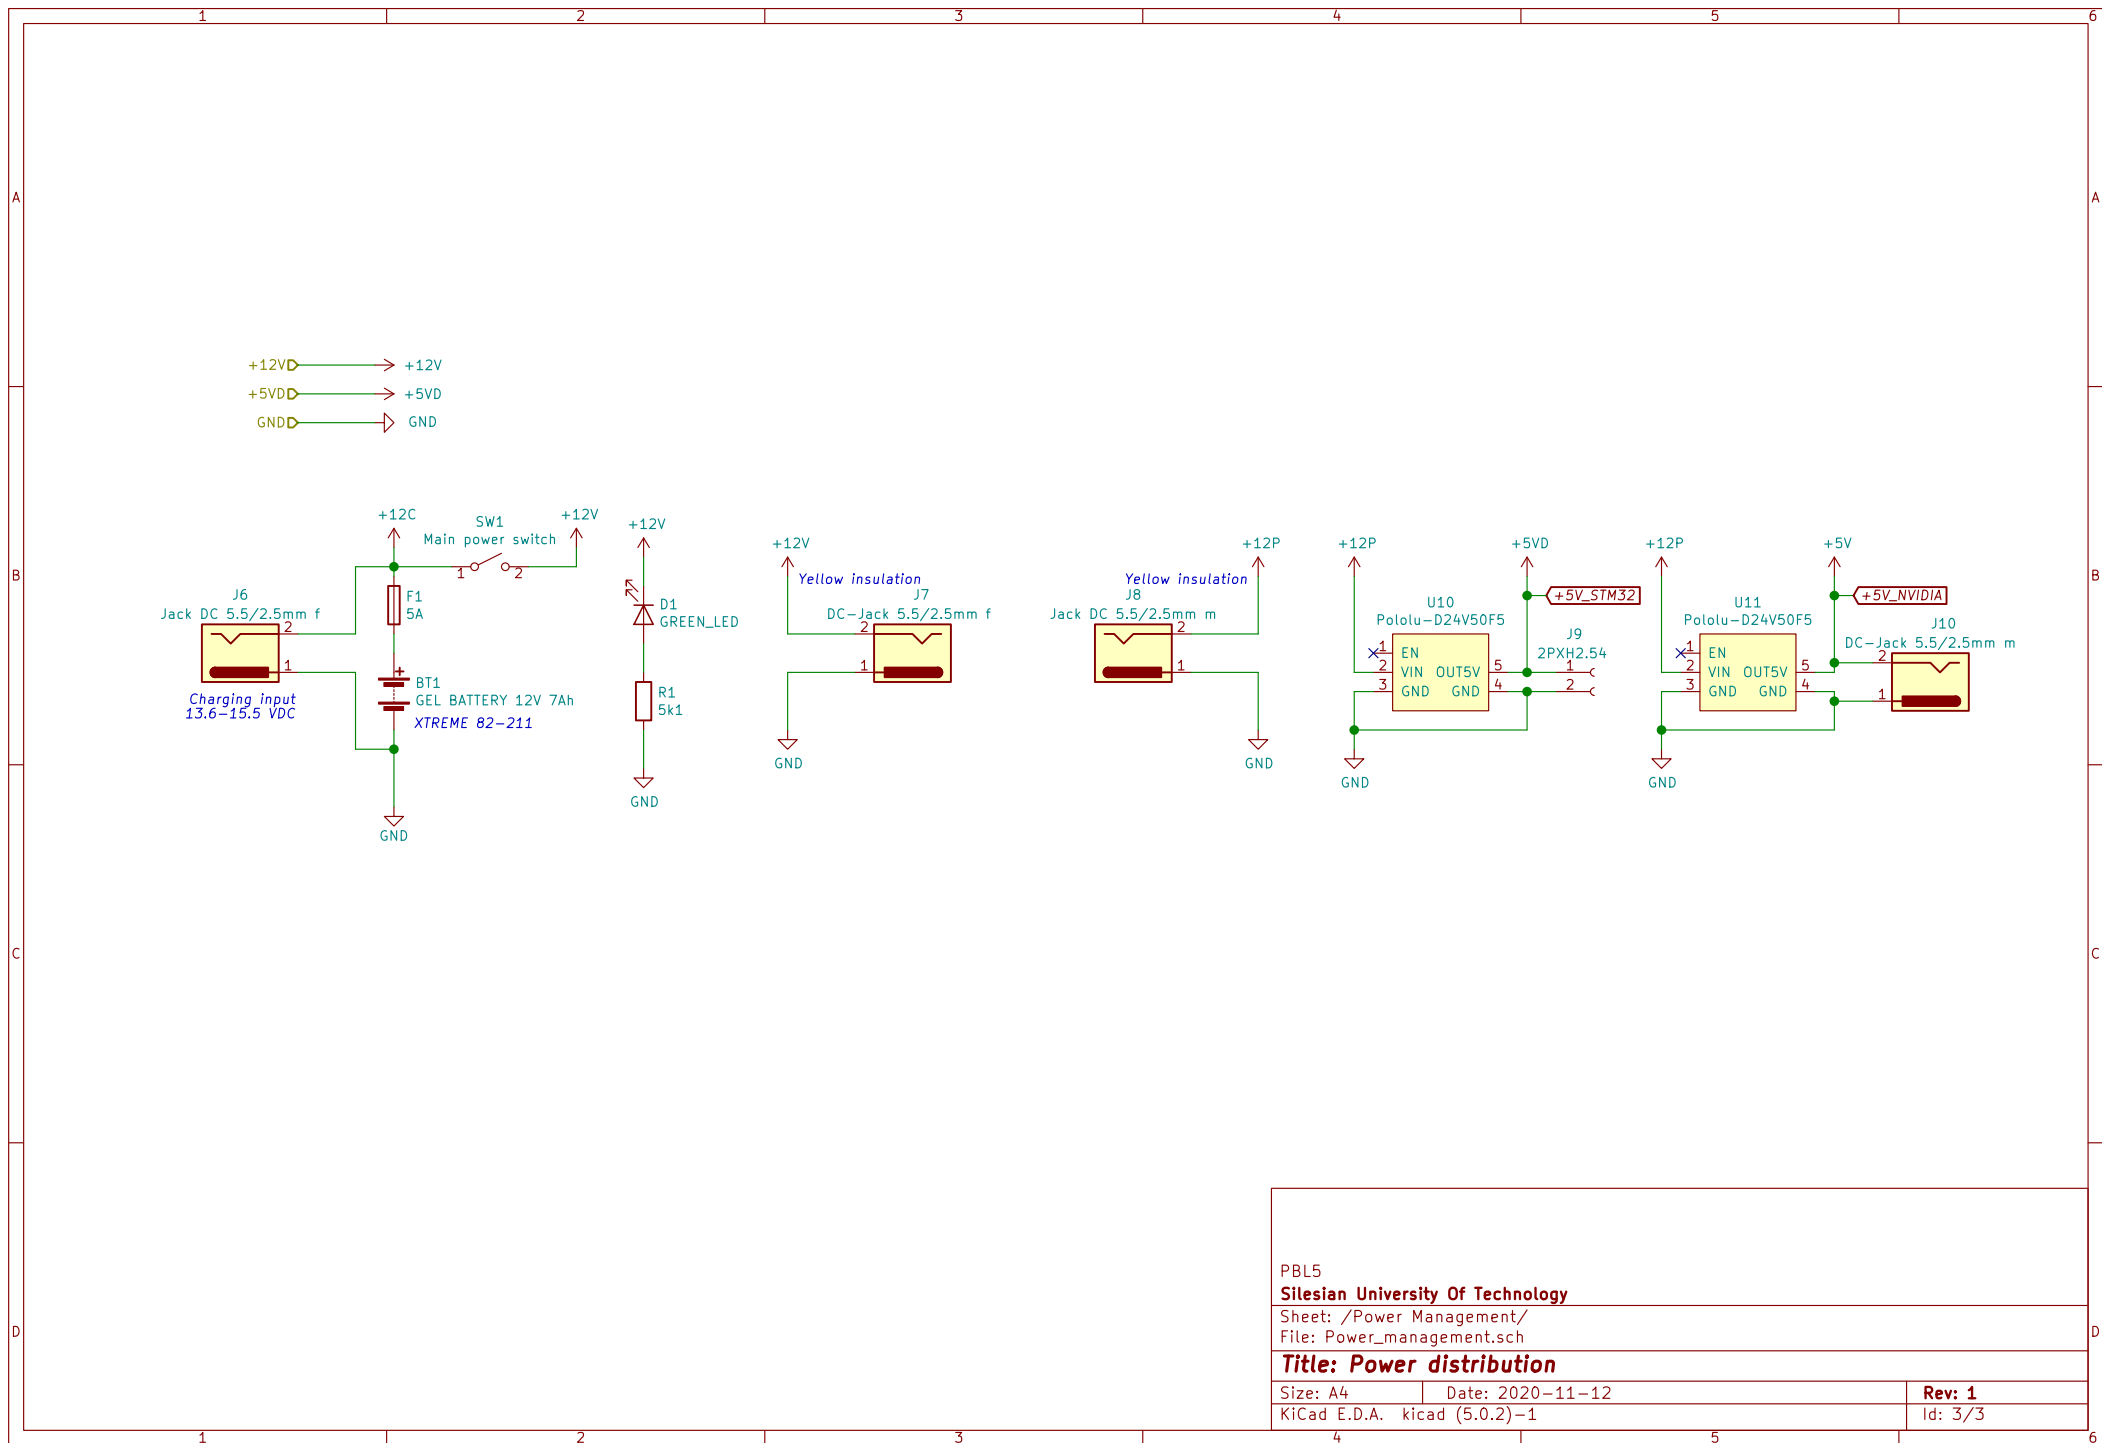 1 2 3 4 5 6
A A
+12V +12V
+5VD +5VD
GND GND
B B
+12C
SW1
Main power switch
1 2
+12V
J6
Jack DC 5.5/2.5mm f
2
1
Charging input
13.6-15.5 VDC
F1
5A
+
BT1
GEL BATTERY 12V 7Ah
XTREME 82-211
GND
+12V
D1
GREEN_LED
R1
5k1
GND
+12V
Yellow insulation
J7
DC-Jack 5.5/2.5mm f
2
1
GND
+12P
Yellow insulation
J8
Jack DC 5.5/2.5mm m
2
1
GND
+12P
+5VD
+5V_STM32
U10
Pololu-D24V50F5
1 EN
2 VIN OUT5V 5
3 GND GND 4
J9
2PXH2.54
1
2
GND
+12P
+5V
+5V_NVIDIA
U11
Pololu-D24V50F5
1 EN
2 VIN OUT5V 5
3 GND GND 4
J10
DC-Jack 5.5/2.5mm m
2
1
GND
C C
D D
PBL5
Silesian University Of Technology
Sheet: /Power Management/
File: Power_management.sch
Title: Power distribution
Size: A4 Date: 2020-11-12 Rev: 1
KiCad E.D.A. kicad (5.0.2)-1 Id: 3/3
1 2 3 4 5 6